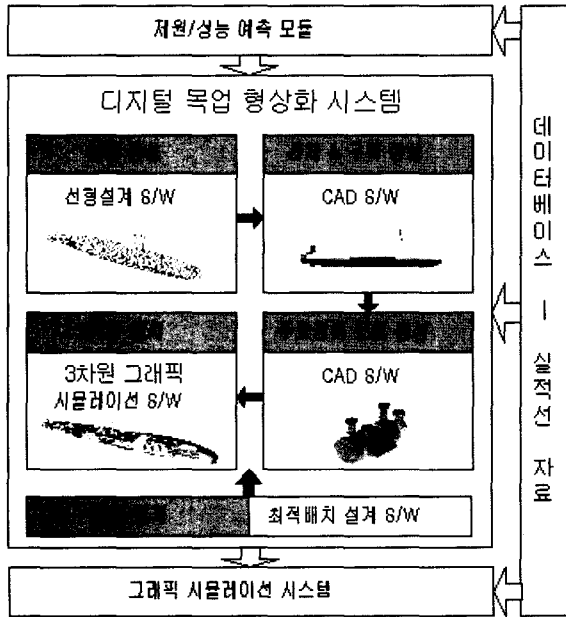 제원/성능 예측 모듈
디지털 목업 형상화 시스템
선형설계 S/W
CAD S/W
3차원 그래픽
시뮬레이션 S/W
CAD S/W
최적배치 설계 S/W
그래픽 시뮬레이션 시스템
데이터베이스 - 실적선 자료